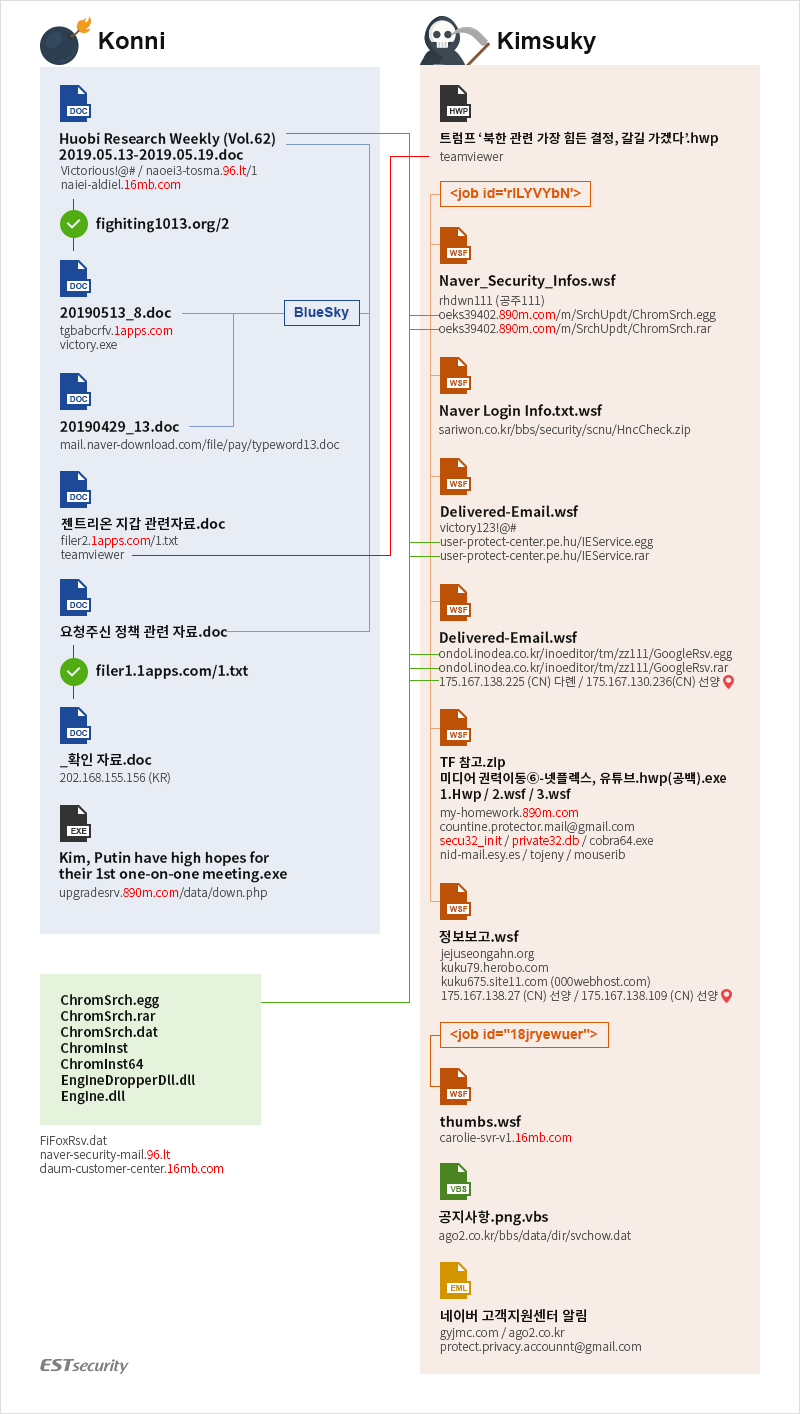 Konni
DOC
Huobi Research Weekly (Vol.62)
2019.05.13-2019.05.19.doc
Victorious!@# / naoei3-tosma.96.lt/1
naiei-aldiel.16mb.com
fighiting1013.org/2
DOC
20190513_8.doc
BlueSky
tgbabcrfv.1apps.com
victory.exe
DOC
20190429_13.doc
mail.naver-download.com/file/pay/typeword13.doc
DOC
젠트리온 지갑 관련자료.doc
filer2.1apps.com/1.txt
teamviewer
DOC
요청주신 정책 관련 자료.doc
filer1.1apps.com/1.txt
DOC
_확인 자료.doc
202.168.155.156 (KR)
EXE
Kim, Putin have high hopes for
their 1st one-on-one meeting.exe
upgradesrv.890m.com/data/down.php
ChromSrch.egg
ChromSrch.rar
ChromSrch.dat
ChromInst
ChromInst64
EngineDropperDll.dll
Engine.dll
FiFoxRsv.dat
naver-security-mail.96.lt
daum-customer-center.16mb.com
Kimsuky
HWP
트럼프 ‘북한 관련 가장 힘든 결정, 갈길 가겠다’.hwp
teamviewer
<job id='rlLYVYbN'>
WSF
Naver_Security_Infos.wsf
rhdwn111 (공주111)
oeks39402.890m.com/m/SrchUpdt/ChromSrch.egg
oeks39402.890m.com/m/SrchUpdt/ChromSrch.rar
WSF
Naver Login Info.txt.wsf
sariwon.co.kr/bbs/security/scnu/HncCheck.zip
WSF
Delivered-Email.wsf
victory123!@#
user-protect-center.pe.hu/IEService.egg
user-protect-center.pe.hu/IEService.rar
WSF
Delivered-Email.wsf
ondol.inodea.co.kr/inoeditor/tm/zz111/GoogleRsv.egg
ondol.inodea.co.kr/inoeditor/tm/zz111/GoogleRsv.rar
175.167.138.225 (CN) 다롄 / 175.167.130.236(CN) 선양
WSF
TF 참고.zip
미디어 권력이동⑥-넷플렉스, 유튜브.hwp(공백).exe
1.Hwp / 2.wsf / 3.wsf
my-homework.890m.com
countine.protector.mail@gmail.com
secu32_init / private32.db / cobra64.exe
nid-mail.esy.es / tojeny / mouserib
WSF
정보보고.wsf
jejuseongahn.org
kuku79.herobo.com
kuku675.site11.com (000webhost.com)
175.167.138.27 (CN) 선양 / 175.167.138.109 (CN) 선양
<job id="18jryewuer">
WSF
thumbs.wsf
carolie-svr-v1.16mb.com
VBS
공지사항.png.vbs
ago2.co.kr/bbs/data/dir/svchow.dat
EML
네이버 고객지원센터 알림
gyjmc.com / ago2.co.kr
protect.privacy.accounnt@gmail.com
ESTsecurity